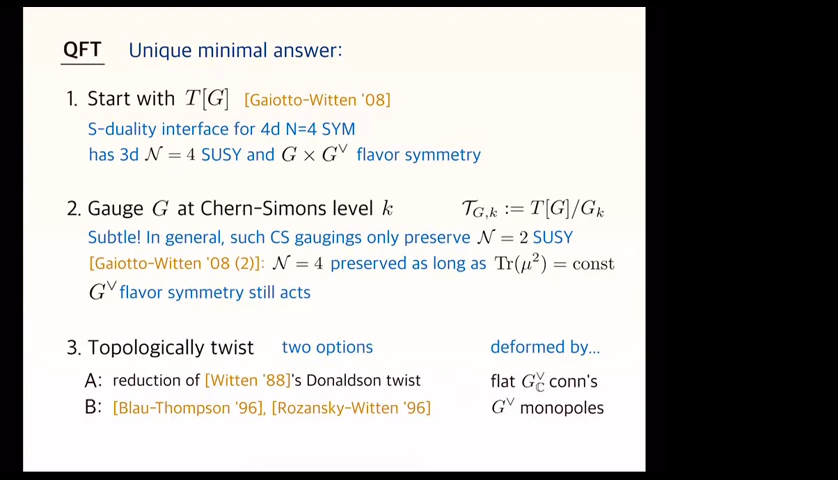 QFT Unique minimal answer:
1. Start with T[G] [Gaiotto-Witten '08]
S-duality interface for 4d N=4 SYM
has 3d 𝒩 = 4 SUSY and G × G^∨ flavor symmetry
2. Gauge G at Chern-Simons level k 𝒯_{G,k} := T[G]/G_k
Subtle! In general, such CS gaugings only preserve 𝒩 = 2 SUSY
[Gaiotto-Witten '08 (2)]: 𝒩 = 4 preserved as long as Tr(μ²) = const
G^∨ flavor symmetry still acts
3. Topologically twist two options deformed by...
A: reduction of [Witten '88]'s Donaldson twist flat G^∨_ℂ conn's
B: [Blau-Thompson '96], [Rozansky-Witten '96] G^∨ monopoles